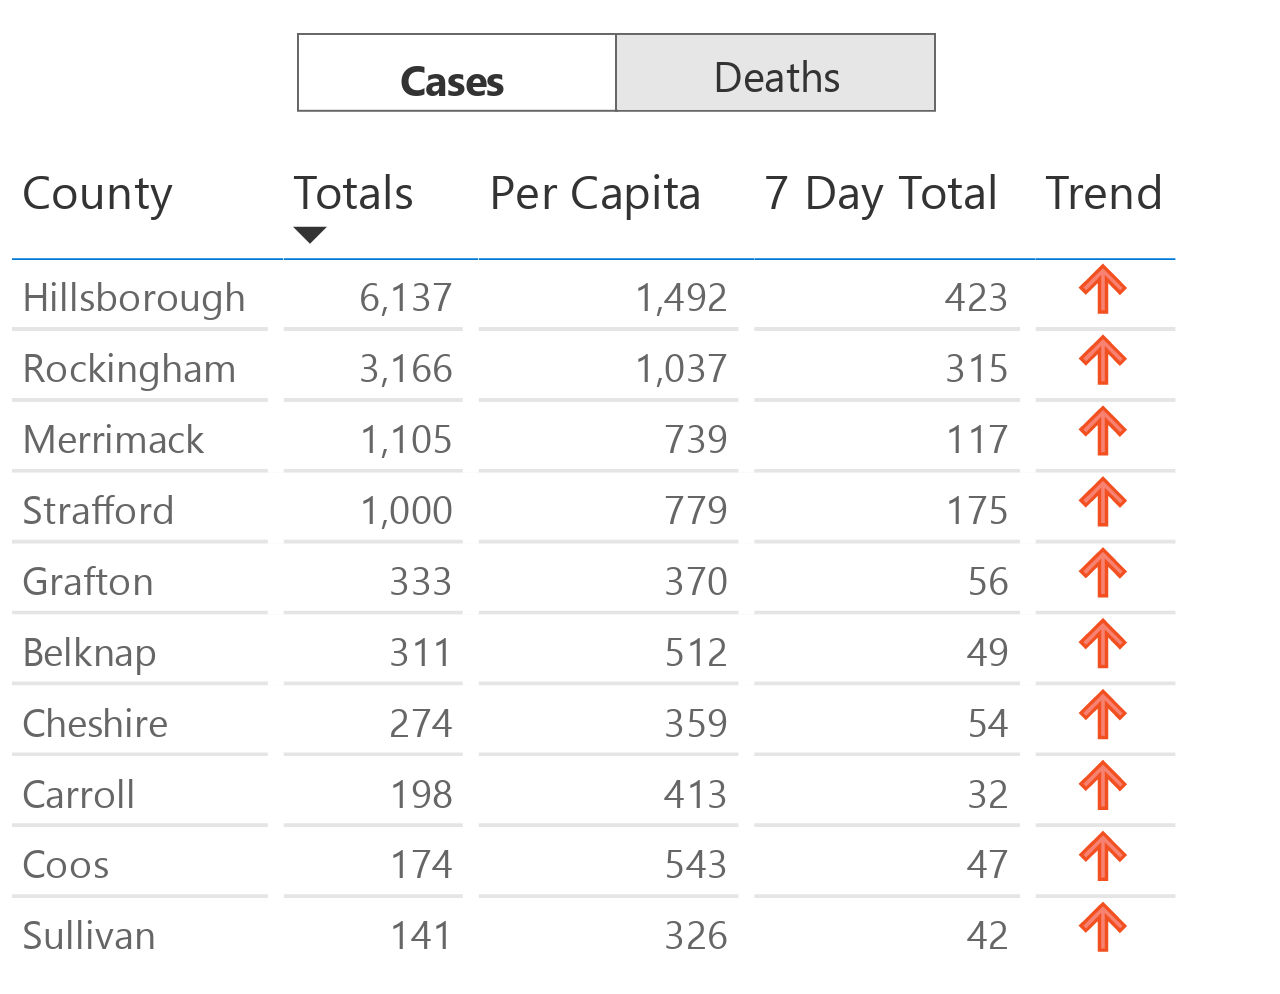 Cases Deaths
County Totals Per Capita 7 Day Total Trend
Hillsborough 6,137 1,492 423
Rockingham 3,166 1,037 315
Merrimack 1,105 739 117
Strafford 1,000 779 175
Grafton 333 370 56
Belknap 311 512 49
Cheshire 274 359 54
Carroll 198 413 32
Coos 174 543 47
Sullivan 141 326 42